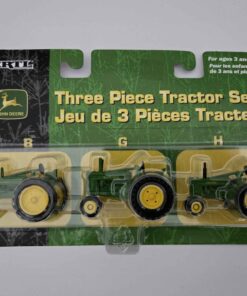 ERTL
For ages 3 and
Pour les enfants
de 3 ans et pl
JOHN DEERE
Three Piece Tractor Se
Jeu de 3 Pièces Tracte
B G H